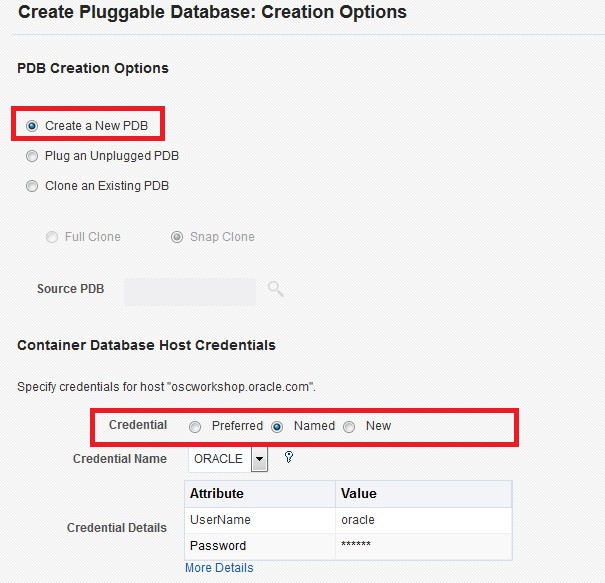 Create Pluggable Database: Creation Options
PDB Creation Options
Create a New PDB
Plug an Unplugged PDB
Clone an Existing PDB
Full Clone Snap Clone
Source PDB
Container Database Host Credentials
Specify credentials for host "oscworkshop.oracle.com".
Credential Preferred Named New
Credential Name ORACLE
Attribute Value
UserName oracle
Credential Details
Password ******
More Details